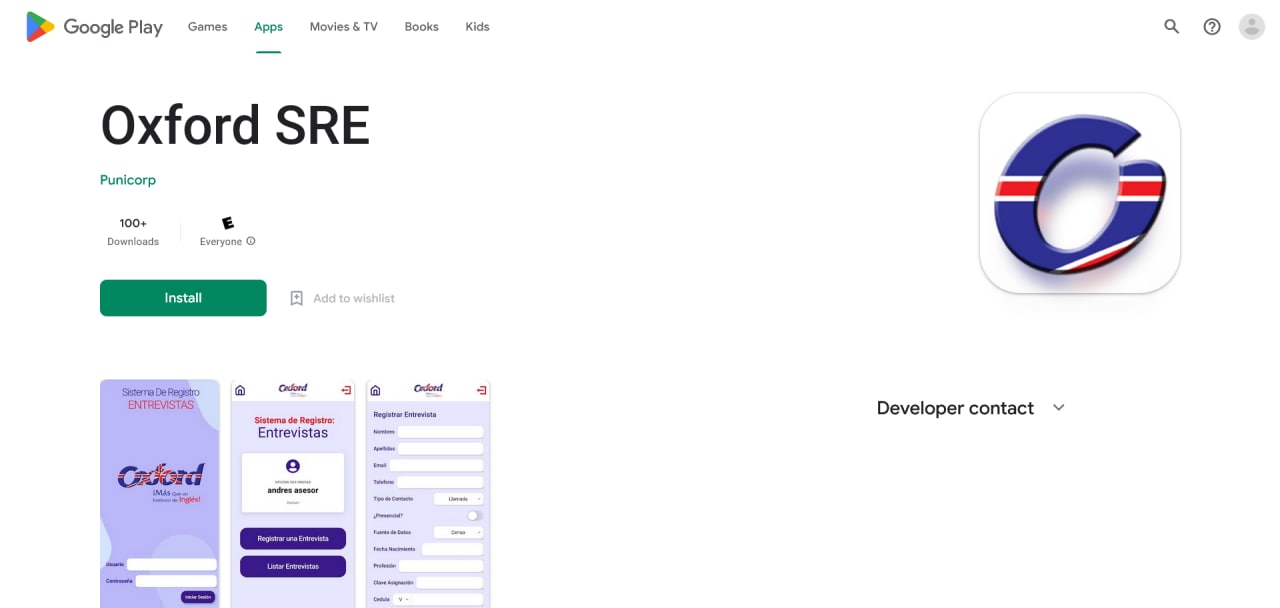 Google Play
Games
Apps
Movies & TV
Books
Kids
Oxford SRE
Punicorp
100+
Downloads
E
Everyone
Install
Add to wishlist
Developer contact
Sistema De Registro
ENTREVISTAS
Oxford
¡Más Que un
Instituto de Inglés!
Usuario
Contraseña
Iniciar Sesión
Oxford
Sistema de Registro:
Entrevistas
andres asesor
Registrar una Entrevista
Listar Entrevistas
Oxford
Registrar Entrevista
Nombres
Apellidos
Email
Telefono
Tipo de Contacto
Llamada
¿Presencial?
Fuente de Datos
Censo
Fecha Nacimiento
Profesión
Clave Asignación
Cedula
V